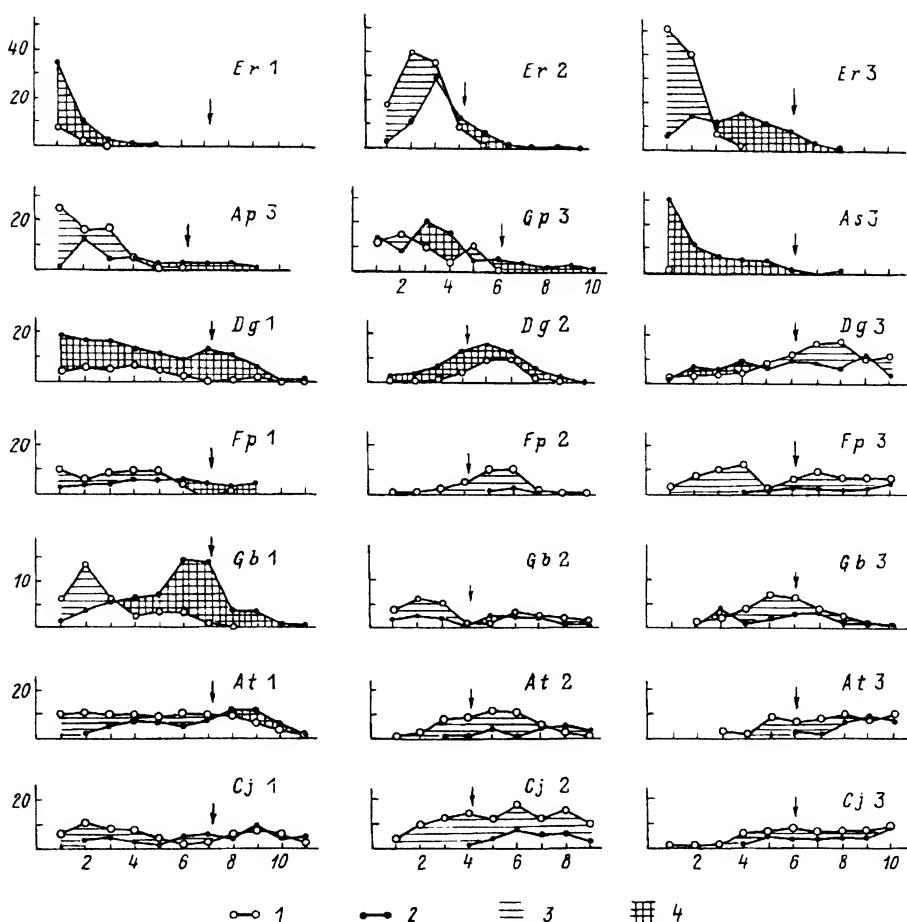 40
20
Er 1
Er 2
Er 3
20
Ap 3
Gp 3
As 3
2 4 6 8 10
20
Dg 1
Dg 2
Dg 3
20
Fp 1
Fp 2
Fp 3
10
Gb 1
Gb 2
Gb 3
20
At 1
At 2
At 3
20
Cj 1
Cj 2
Cj 3
2 4 6 8 10
2 4 6 8
2 4 6 8 10
1 2 3 4